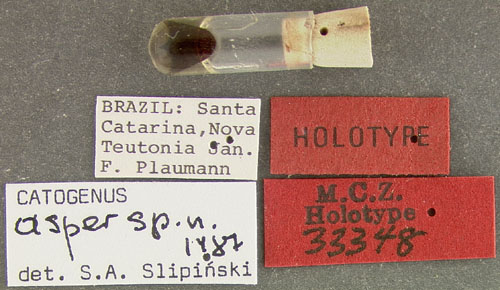 BRAZIL: Santa
Catarina, Nova
Teutonia Jan.
F. Plaumann
HOLOTYPE
CATOGENUS
asper sp. n.
1987
det. S.A. Slipiński
M.C.Z.
Holotype
33348